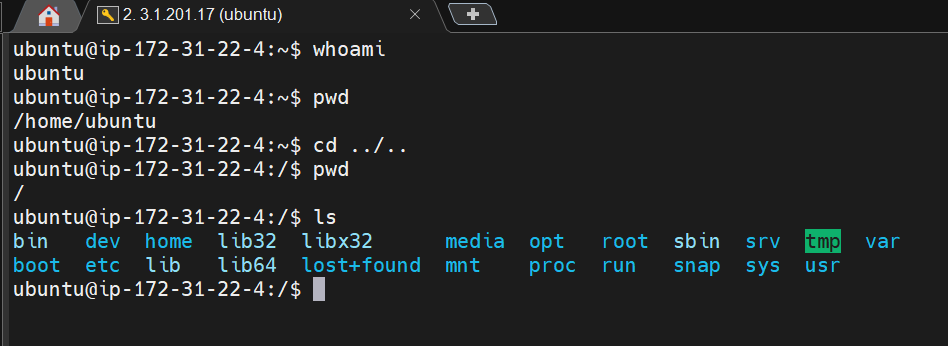 2. 3.1.201.17 (ubuntu)
ubuntu@ip-172-31-22-4:~$ whoami
ubuntu
ubuntu@ip-172-31-22-4:~$ pwd
/home/ubuntu
ubuntu@ip-172-31-22-4:~$ cd ../..
ubuntu@ip-172-31-22-4:/$ pwd
/
ubuntu@ip-172-31-22-4:/$ ls
bin   dev  home  lib32  libx32      media  opt   root  sbin  srv  tmp  var
boot  etc  lib   lib64  lost+found  mnt    proc  run   snap  sys  usr
ubuntu@ip-172-31-22-4:/$